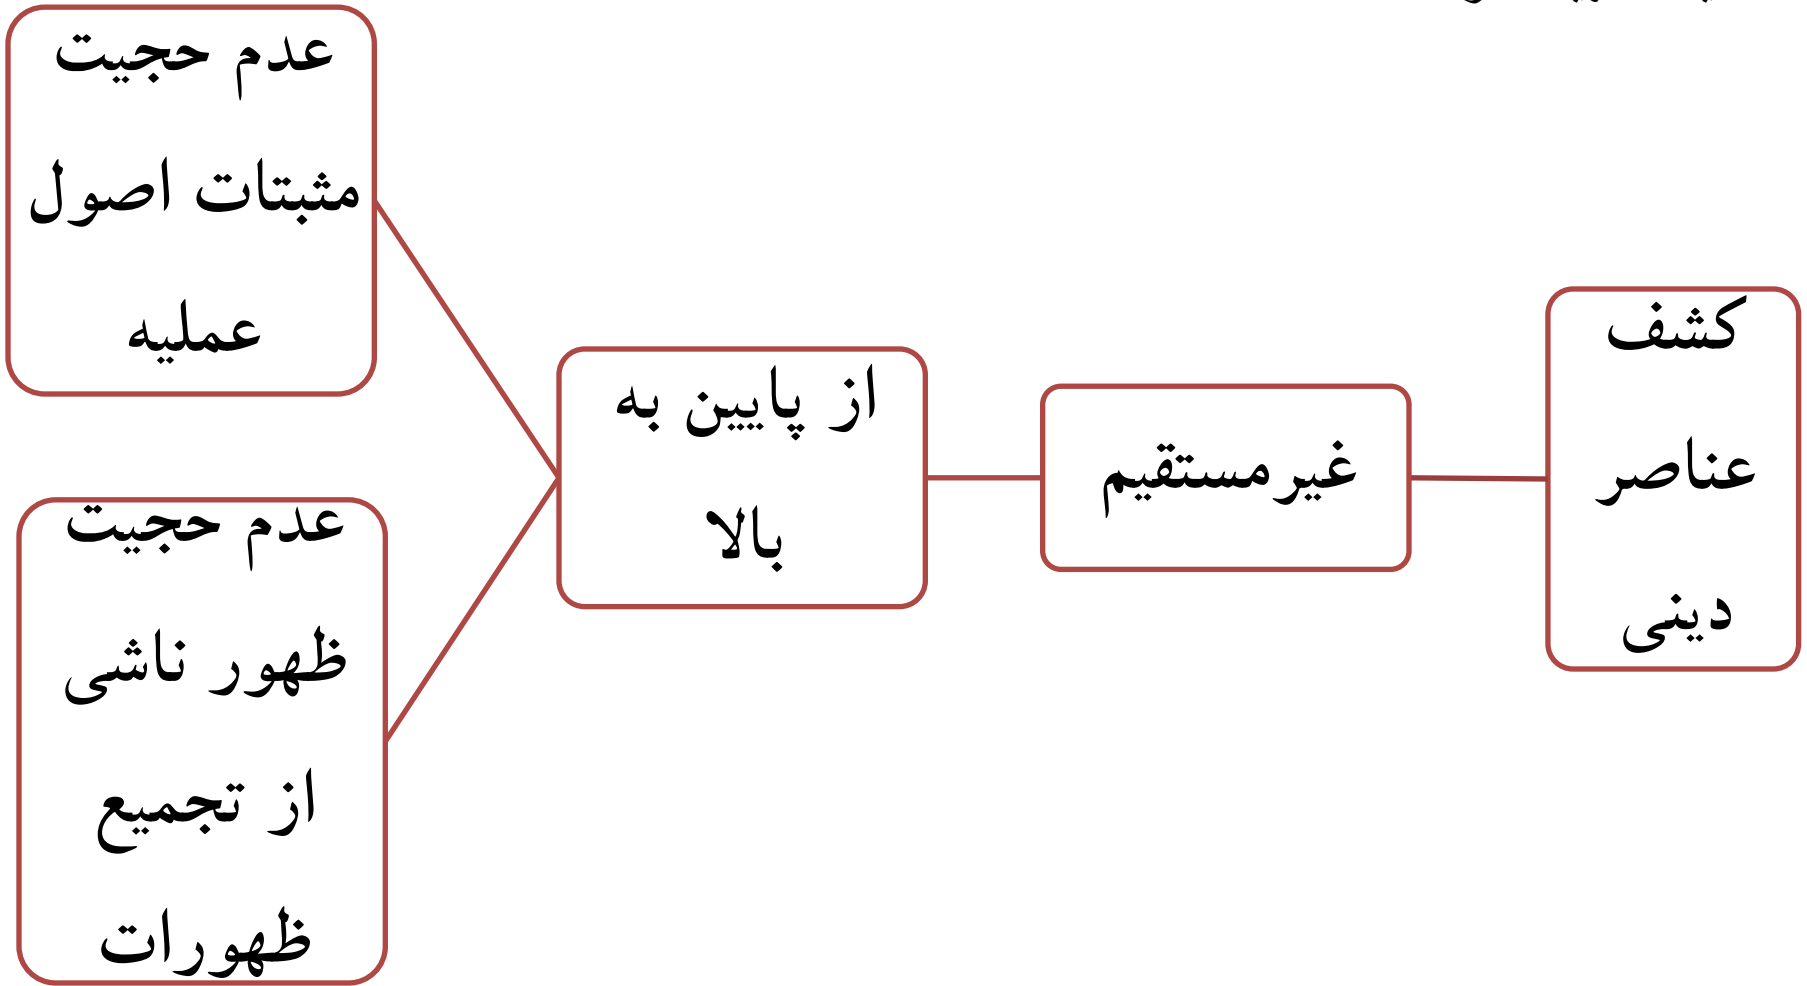 کشف
عناصر
دینی
غیرمستقیم
از پایین به
بالا
عدم حجیت
مثبتات اصول
عملیه
عدم حجیت
ظهور ناشی
از تجمیع
ظهورات